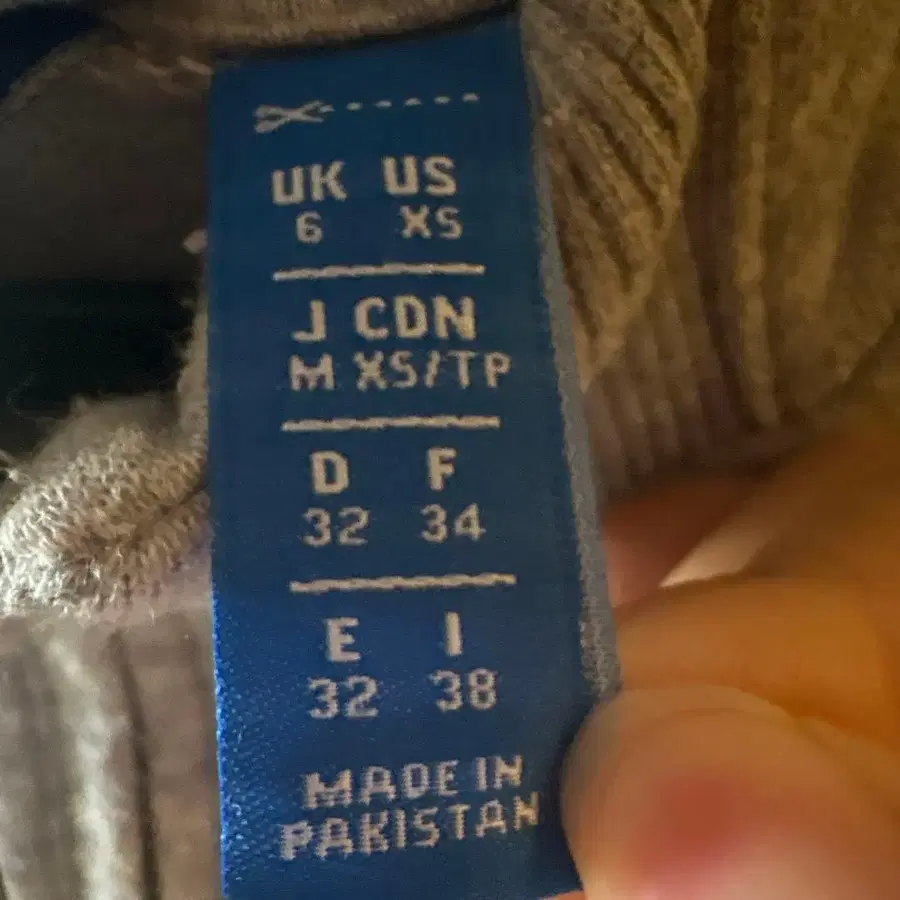 UK US
6 XS
J CDN
M XS/TP
D F
32 34
E I
32 38
MADE IN
PAKISTAN